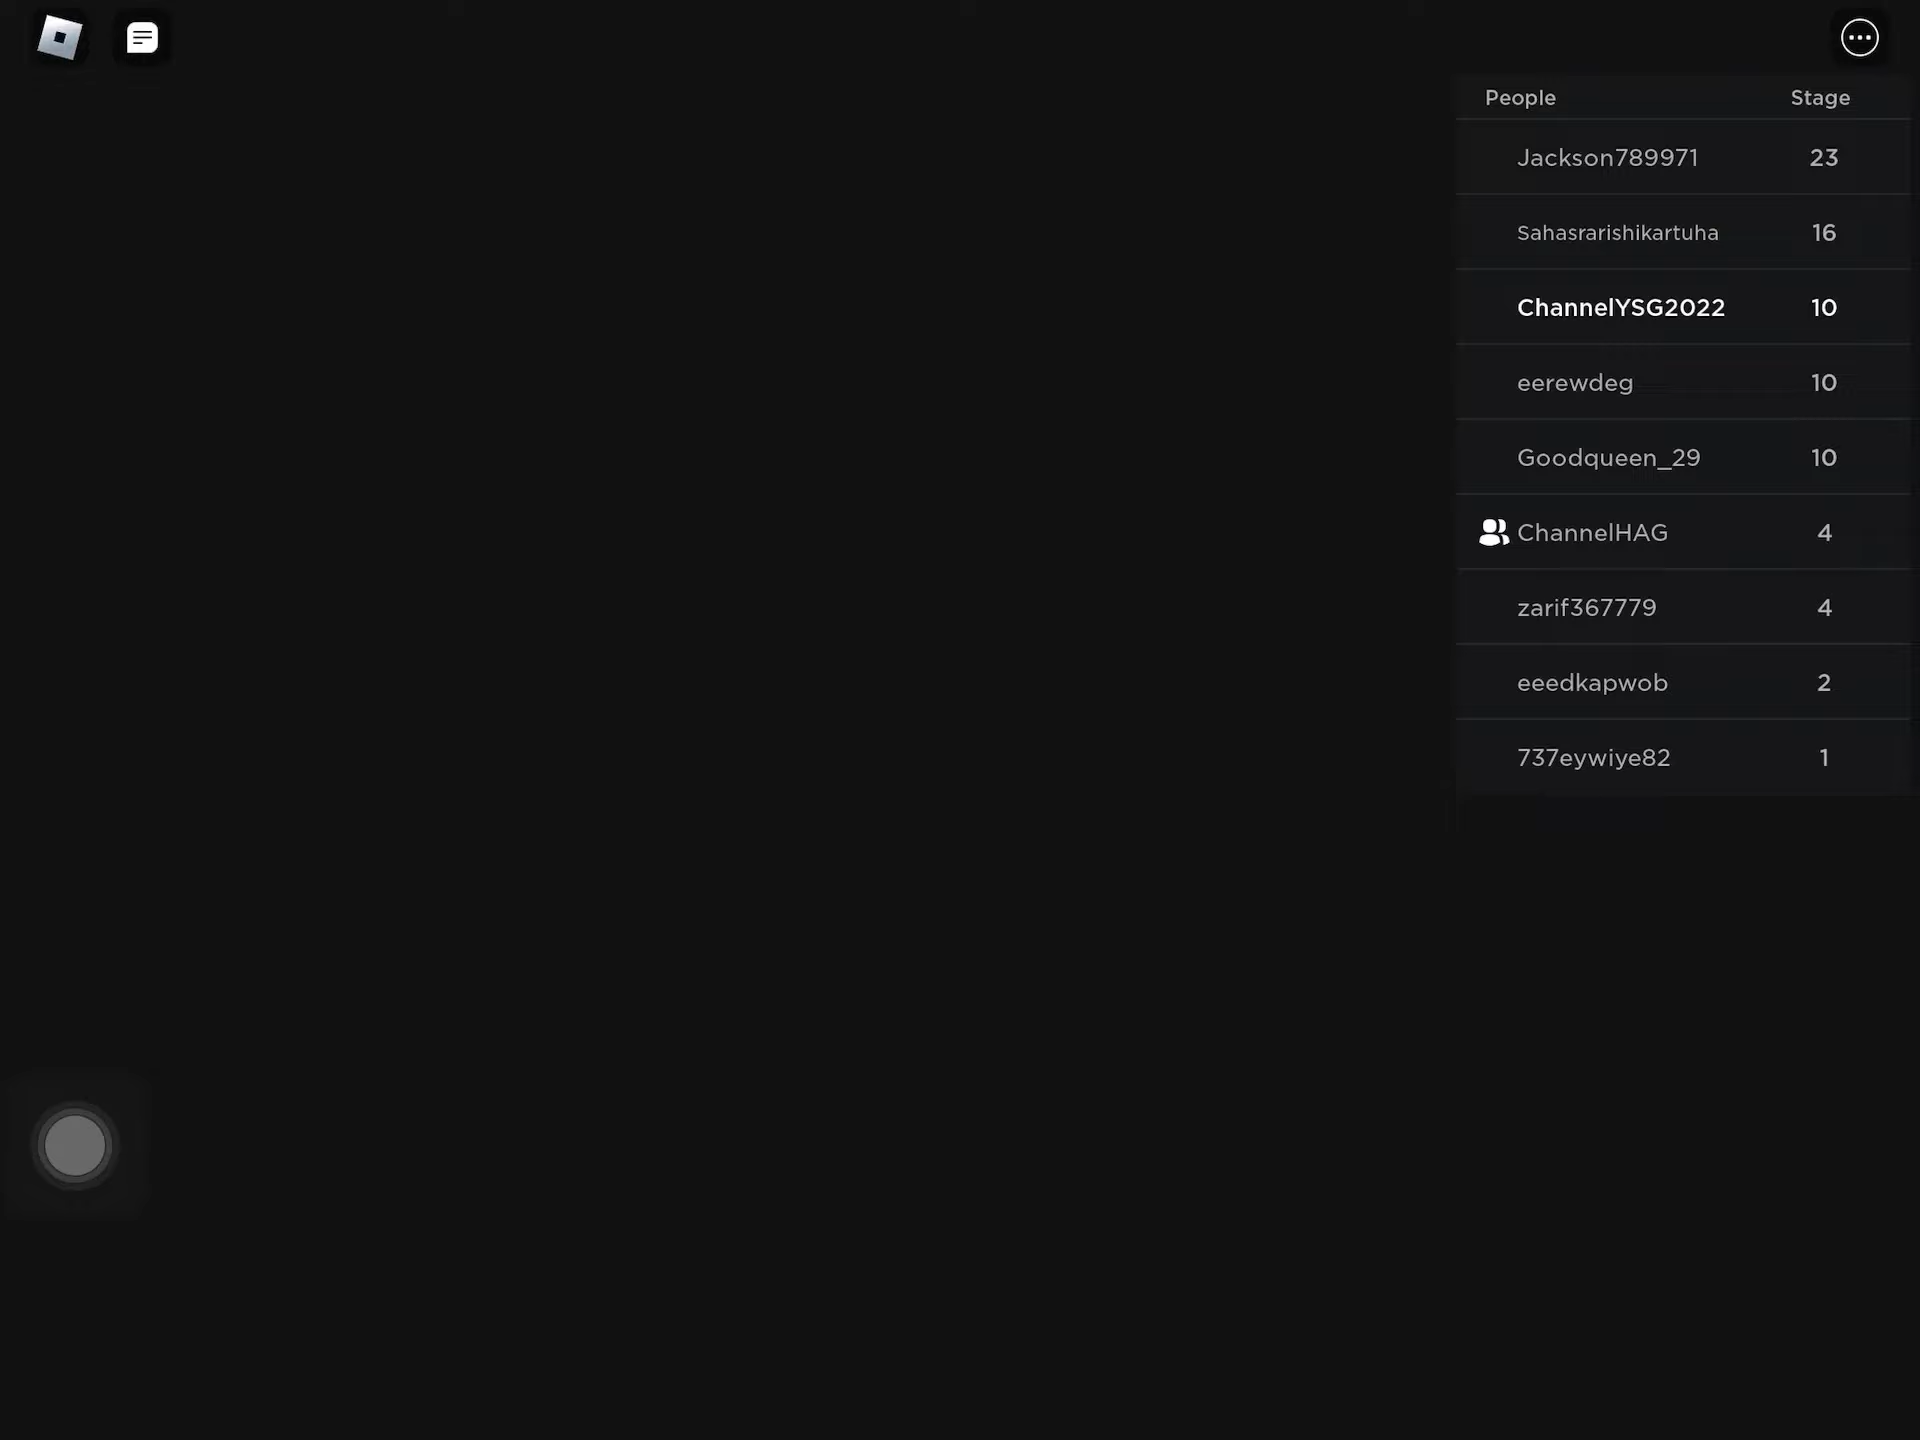 People Stage
Jackson789971 23
Sahasrarishikartuha 16
ChannelYSG2022 10
eerewdeg 10
Goodqueen_29 10
ChannelHAG 4
zarif367779 4
eeedkapwob 2
737eywiye82 1